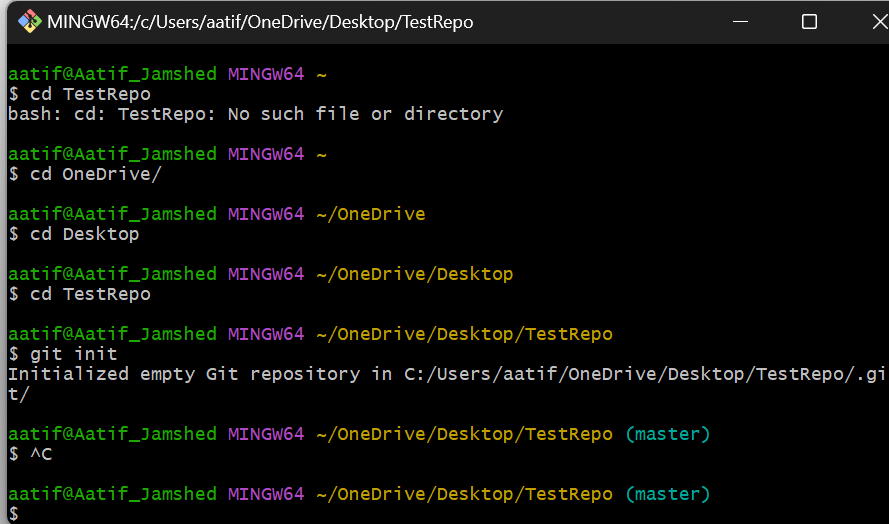 MINGW64:/c/Users/aatif/OneDrive/Desktop/TestRepo
aatif@Aatif_Jamshed MINGW64 ~
$ cd TestRepo
bash: cd: TestRepo: No such file or directory
aatif@Aatif_Jamshed MINGW64 ~
$ cd OneDrive/
aatif@Aatif_Jamshed MINGW64 ~/OneDrive
$ cd Desktop
aatif@Aatif_Jamshed MINGW64 ~/OneDrive/Desktop
$ cd TestRepo
aatif@Aatif_Jamshed MINGW64 ~/OneDrive/Desktop/TestRepo
$ git init
Initialized empty Git repository in C:/Users/aatif/OneDrive/Desktop/TestRepo/.gi
t/
aatif@Aatif_Jamshed MINGW64 ~/OneDrive/Desktop/TestRepo (master)
$ ^C
aatif@Aatif_Jamshed MINGW64 ~/OneDrive/Desktop/TestRepo (master)
$